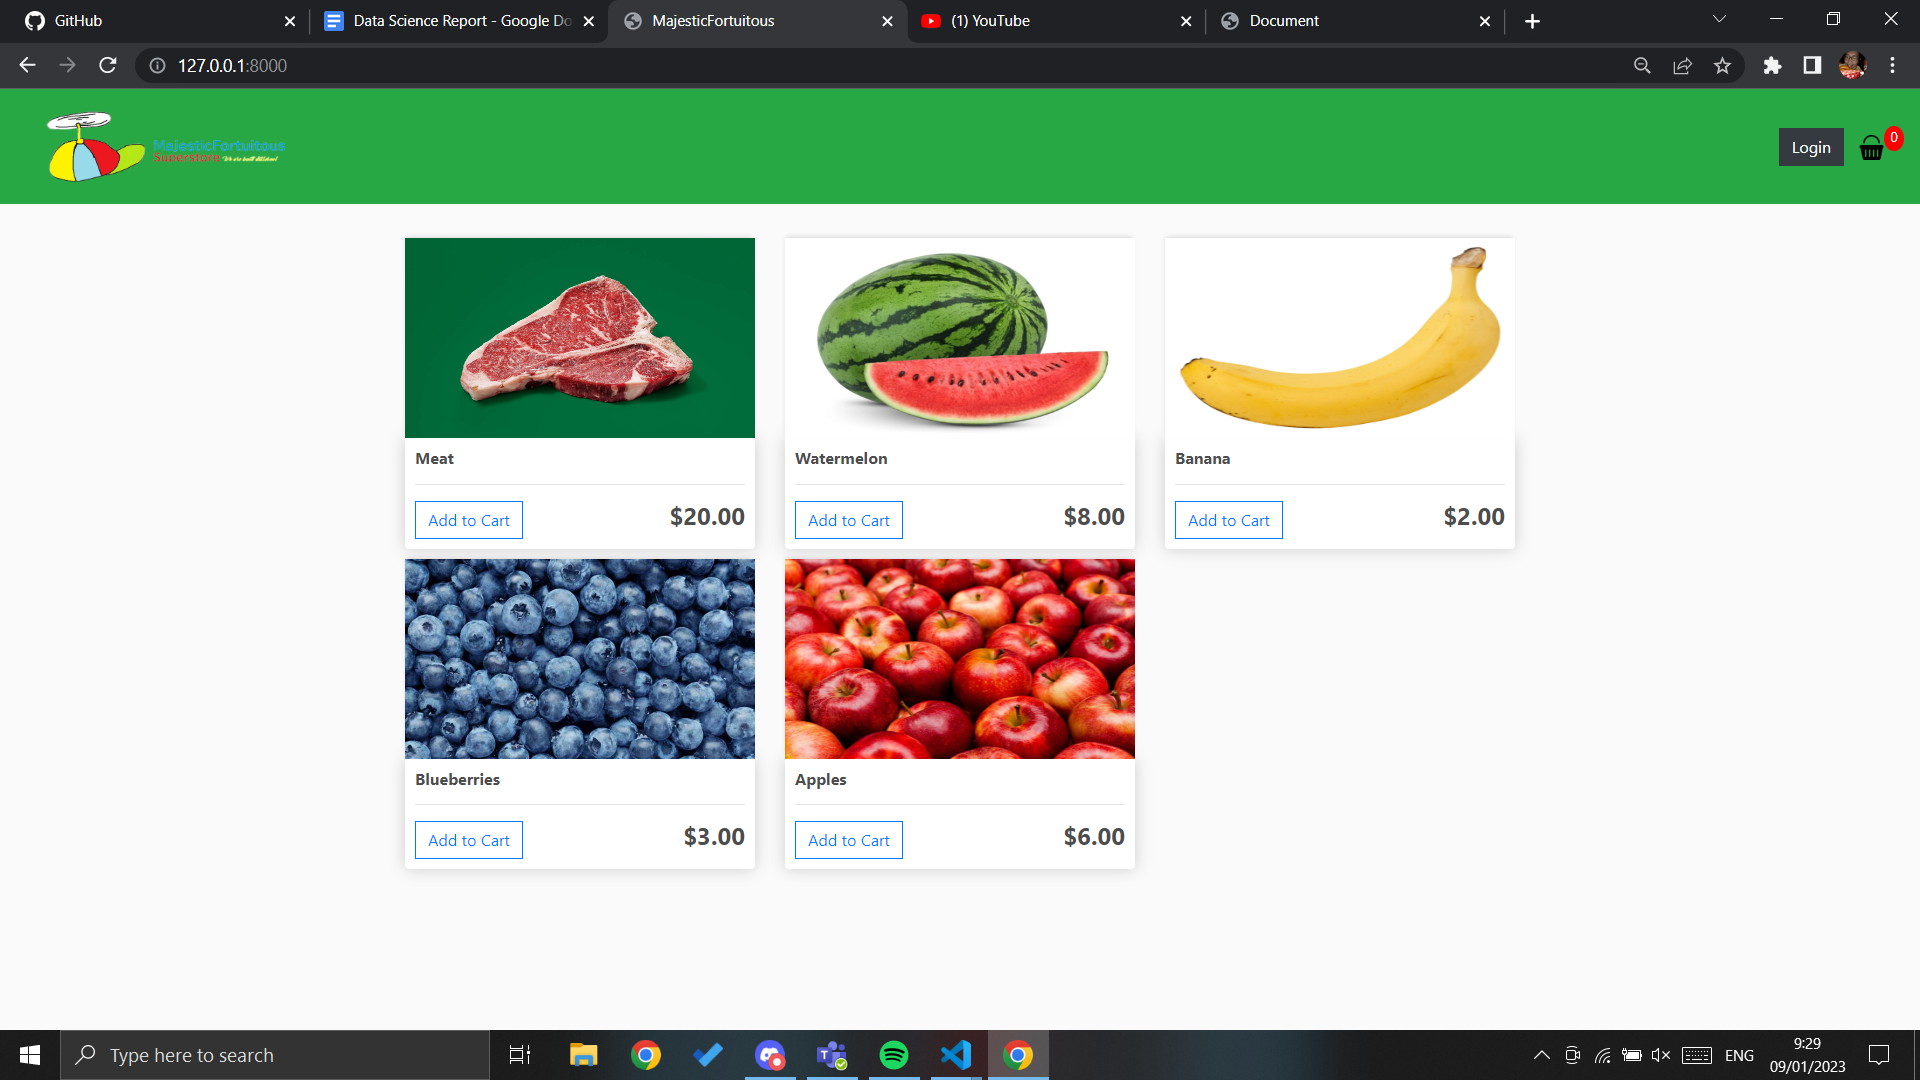 GitHub
Data Science Report - Google Do
MajesticFortuitous
(1) YouTube
Document
127.0.0.1:8000
MajesticFortuitous
Superstore
Login
0
Meat
Watermelon
Banana
Add to Cart
$20.00
Add to Cart
$8.00
Add to Cart
$2.00
Blueberries
Apples
Add to Cart
$3.00
Add to Cart
$6.00
Type here to search
ENG
9:29
09/01/2023